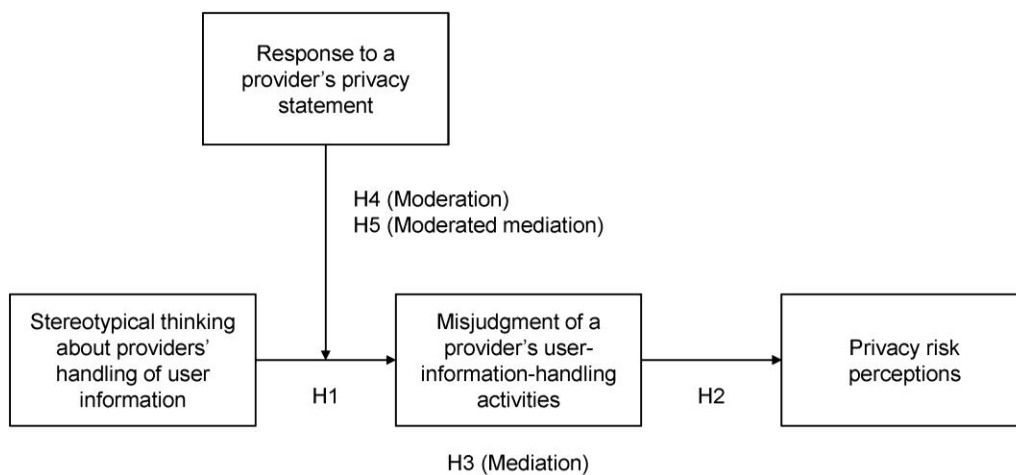 Response to a
provider’s privacy
statement
H4 (Moderation)
H5 (Moderated mediation)
Stereotypical thinking
about providers’
handling of user
information
H1
Misjudgment of a
provider’s user-
information-handling
activities
H2
Privacy risk
perceptions
H3 (Mediation)